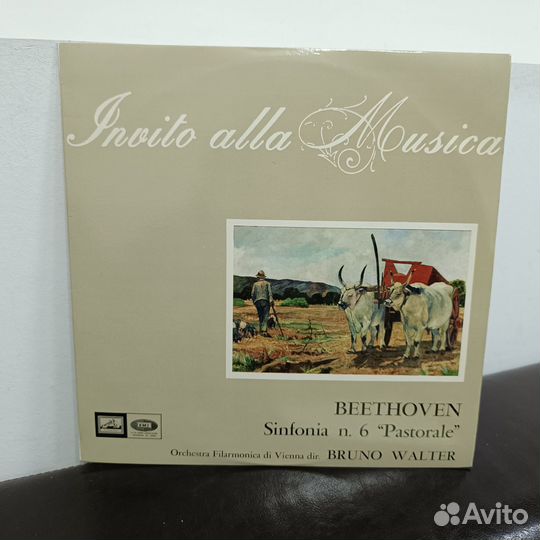 Invito alla Musica
BEETHOVEN
Sinfonia n. 6 “Pastorale”
Orchestra Filarmonica di Vienna dir. BRUNO WALTER
EMI
Avito